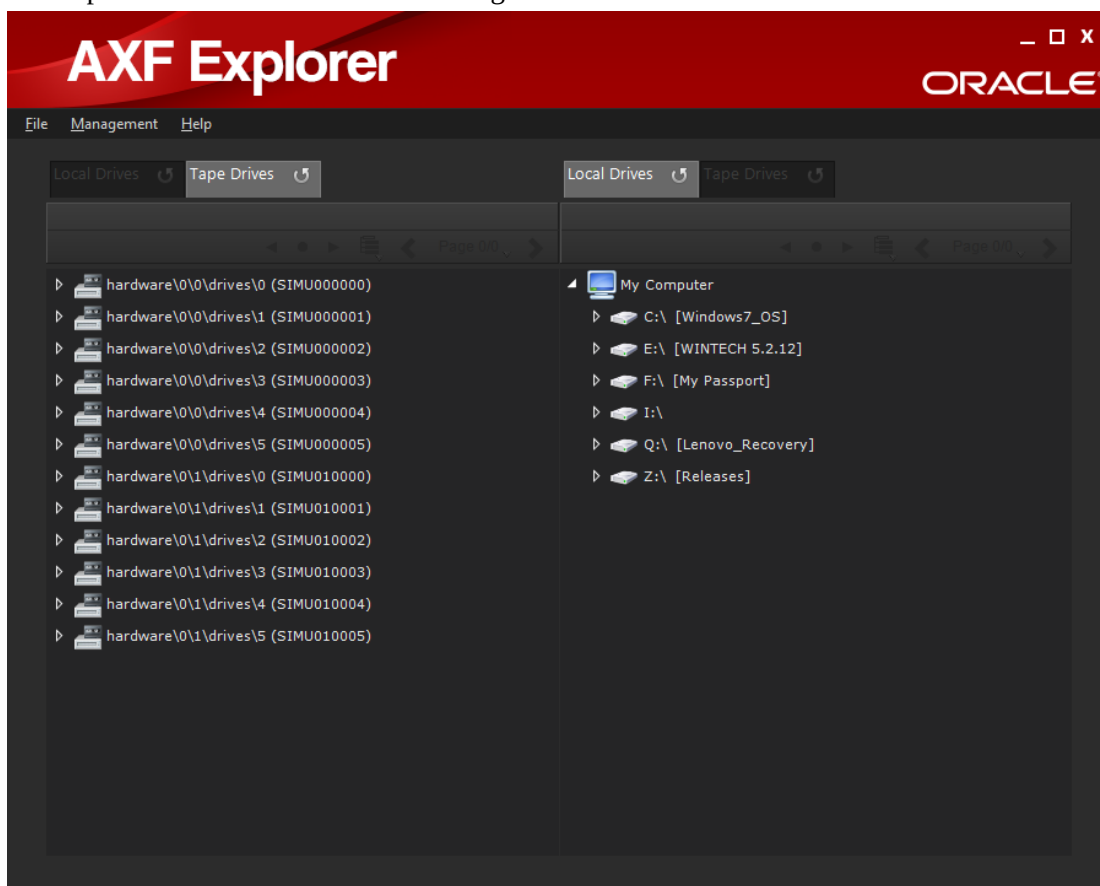 AXF Explorer
_ □ X
ORACLE
File Management Help
Local Drives Tape Drives
Local Drives Tape Drives
Page 0/0
Page 0/0
hardware\0\0\drives\0 (SIMU000000)
hardware\0\0\drives\1 (SIMU000001)
hardware\0\0\drives\2 (SIMU000002)
hardware\0\0\drives\3 (SIMU000003)
hardware\0\0\drives\4 (SIMU000004)
hardware\0\0\drives\5 (SIMU000005)
hardware\0\1\drives\0 (SIMU010000)
hardware\0\1\drives\1 (SIMU010001)
hardware\0\1\drives\2 (SIMU010002)
hardware\0\1\drives\3 (SIMU010003)
hardware\0\1\drives\4 (SIMU010004)
hardware\0\1\drives\5 (SIMU010005)
My Computer
C:\ [Windows7_OS]
E:\ [WINTECH 5.2.12]
F:\ [My Passport]
I:\
Q:\ [Lenovo_Recovery]
Z:\ [Releases]